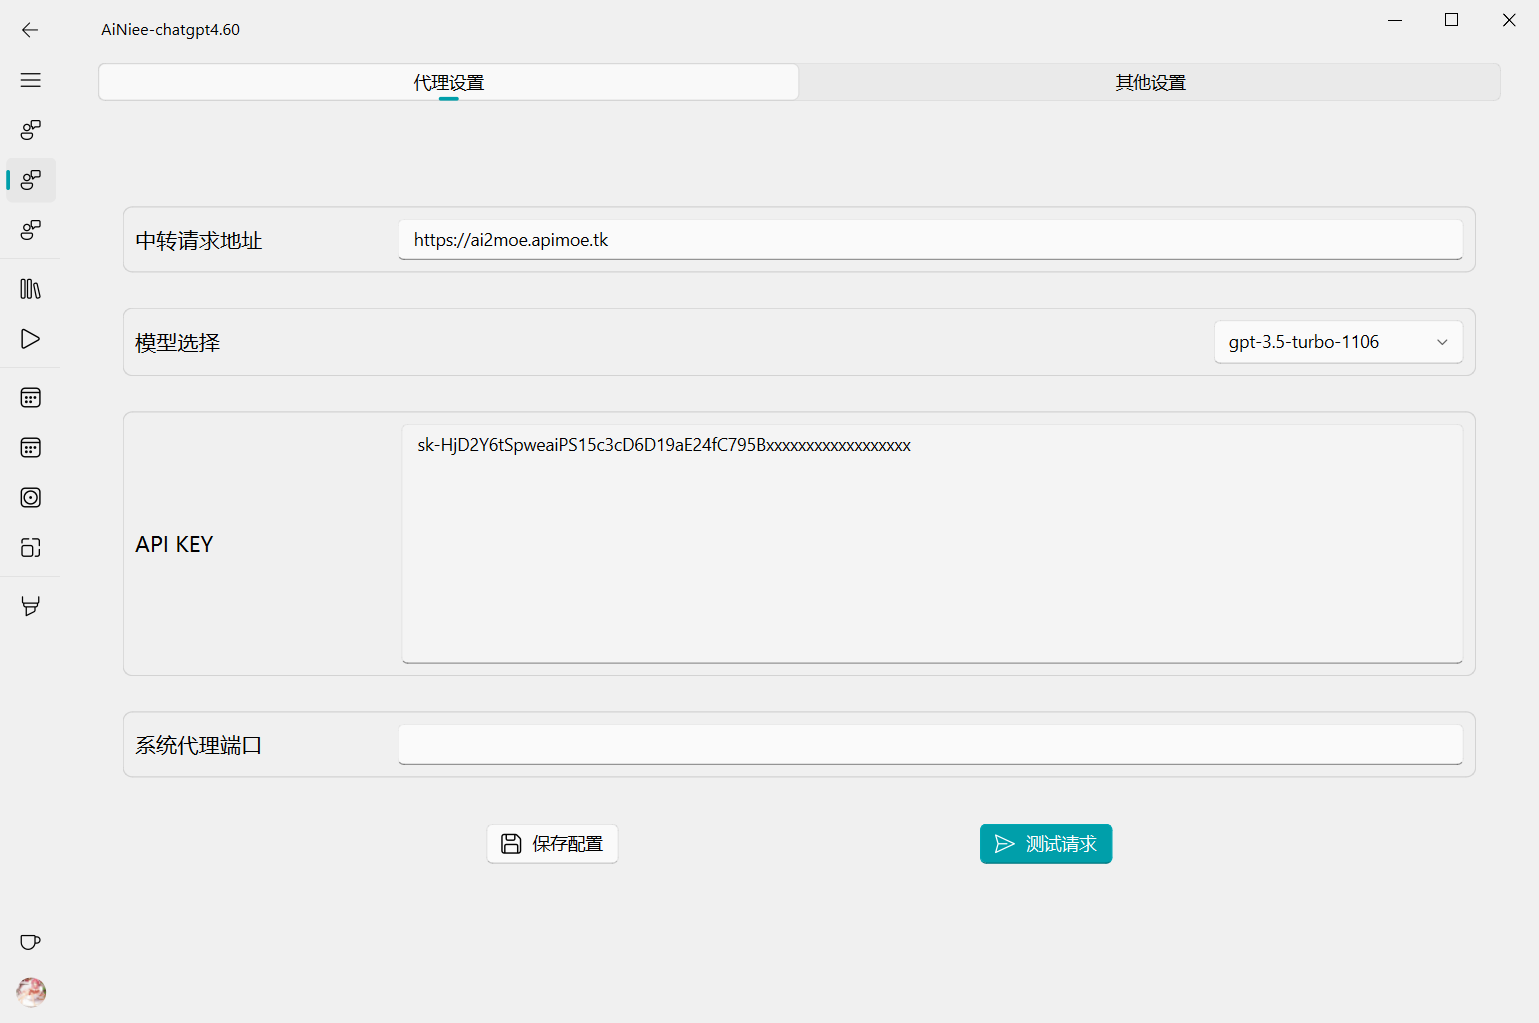 AiNiee-chatgpt4.60
代理设置
其他设置
中转请求地址
https://ai2moe.apimoe.tk
模型选择
gpt-3.5-turbo-1106
API KEY
sk-HjD2Y6tSpweaiPS15c3cD6D19aE24fC795Bxxxxxxxxxxxxxxxxxx
系统代理端口
保存配置
测试请求